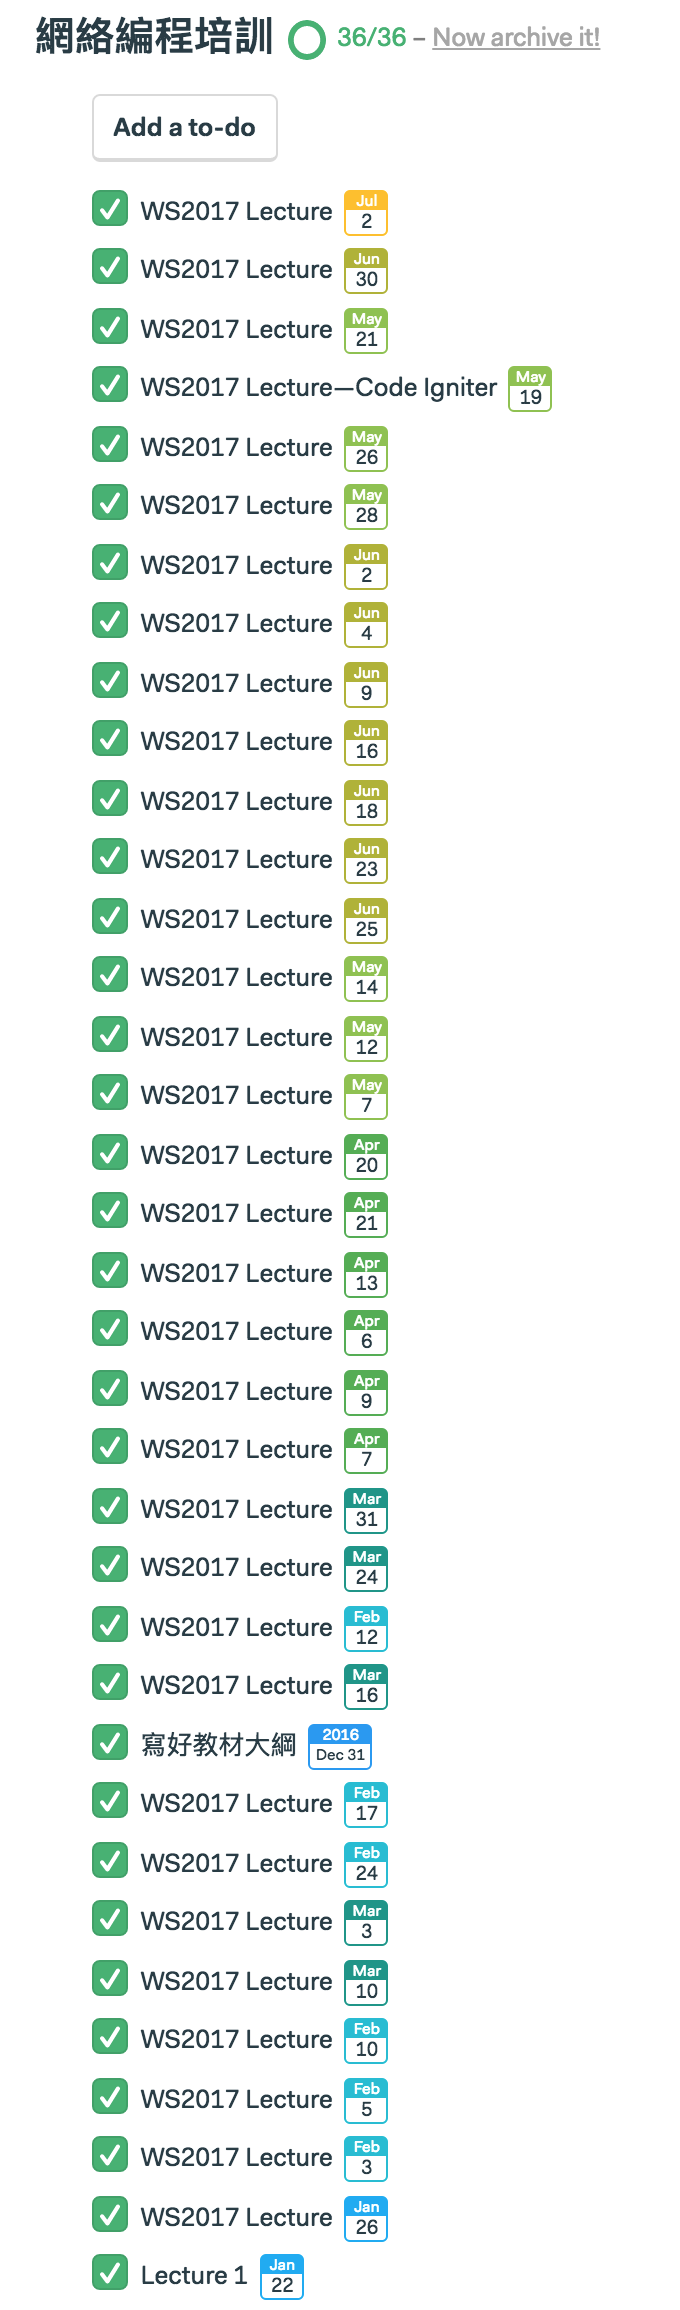 網絡編程培訓 36/36 – Now archive it!
Add a to-do
WS2017 Lecture Jul 2
WS2017 Lecture Jun 30
WS2017 Lecture May 21
WS2017 Lecture—Code Igniter May 19
WS2017 Lecture May 26
WS2017 Lecture May 28
WS2017 Lecture Jun 2
WS2017 Lecture Jun 4
WS2017 Lecture Jun 9
WS2017 Lecture Jun 16
WS2017 Lecture Jun 18
WS2017 Lecture Jun 23
WS2017 Lecture Jun 25
WS2017 Lecture May 14
WS2017 Lecture May 12
WS2017 Lecture May 7
WS2017 Lecture Apr 20
WS2017 Lecture Apr 21
WS2017 Lecture Apr 13
WS2017 Lecture Apr 6
WS2017 Lecture Apr 9
WS2017 Lecture Apr 7
WS2017 Lecture Mar 31
WS2017 Lecture Mar 24
WS2017 Lecture Feb 12
WS2017 Lecture Mar 16
寫好教材大綱 2016 Dec 31
WS2017 Lecture Feb 17
WS2017 Lecture Feb 24
WS2017 Lecture Mar 3
WS2017 Lecture Mar 10
WS2017 Lecture Feb 10
WS2017 Lecture Feb 5
WS2017 Lecture Feb 3
WS2017 Lecture Jan 26
Lecture 1 Jan 22